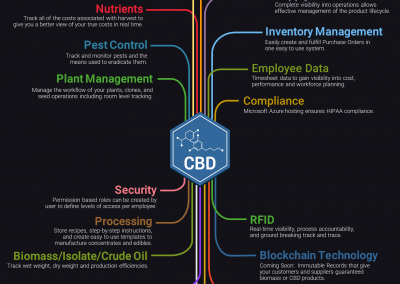 Nutrients
Track all of the costs associated with harvest to
give you a better view of your true costs in real time.
Complete visibility into operations allows
effective management of the product lifecycle.
Pest Control
Track and monitor pests and the
means used to eradicate them.
Inventory Management
Easily create and fulfill Purchase Orders in
one easy to use system.
Plant Management
Manage the workflow of your plants, clones, and
seed operations including room level tracking.
Employee Data
Timesheet data to gain visibility into cost,
performance and workforce planning.
Compliance
Microsoft Azure hosting ensures HIPAA compliance.
CBD
Security
Permission based roles can be created by
user to define levels of access per employee.
Processing
Store recipes, step-by-step instructions,
and create easy to use templates to
manufacture concentrates and edibles.
RFID
Real-time visibility, process accountability,
and ground breaking track and trace.
Biomass/Isolate/Crude Oil
Track wet weight, dry weight and production efficiencies.
Blockchain Technology
Coming Soon: Immutable Records that give
your customers and suppliers guaranteed
biomass or CBD products.